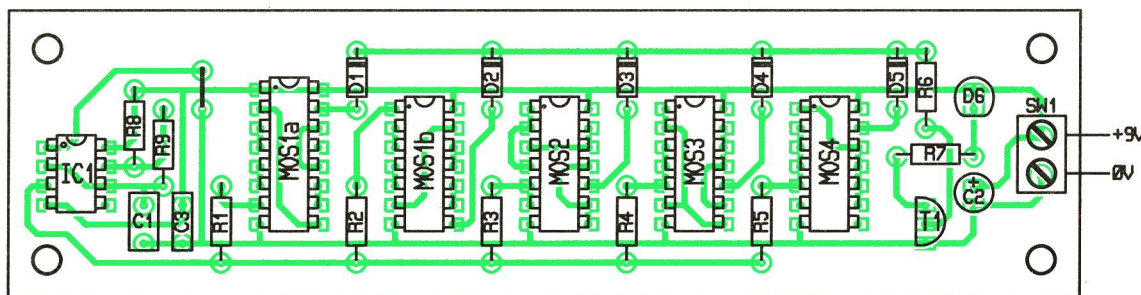 D1
D2
D3
D4
D5
R6
D6
SW1
+9V
0V
R8
R9
IC1
MOS1a
MOS1b
MOS2
MOS3
MOS4
R7
C1
C3
R1
R2
R3
R4
R5
T1
C2
+